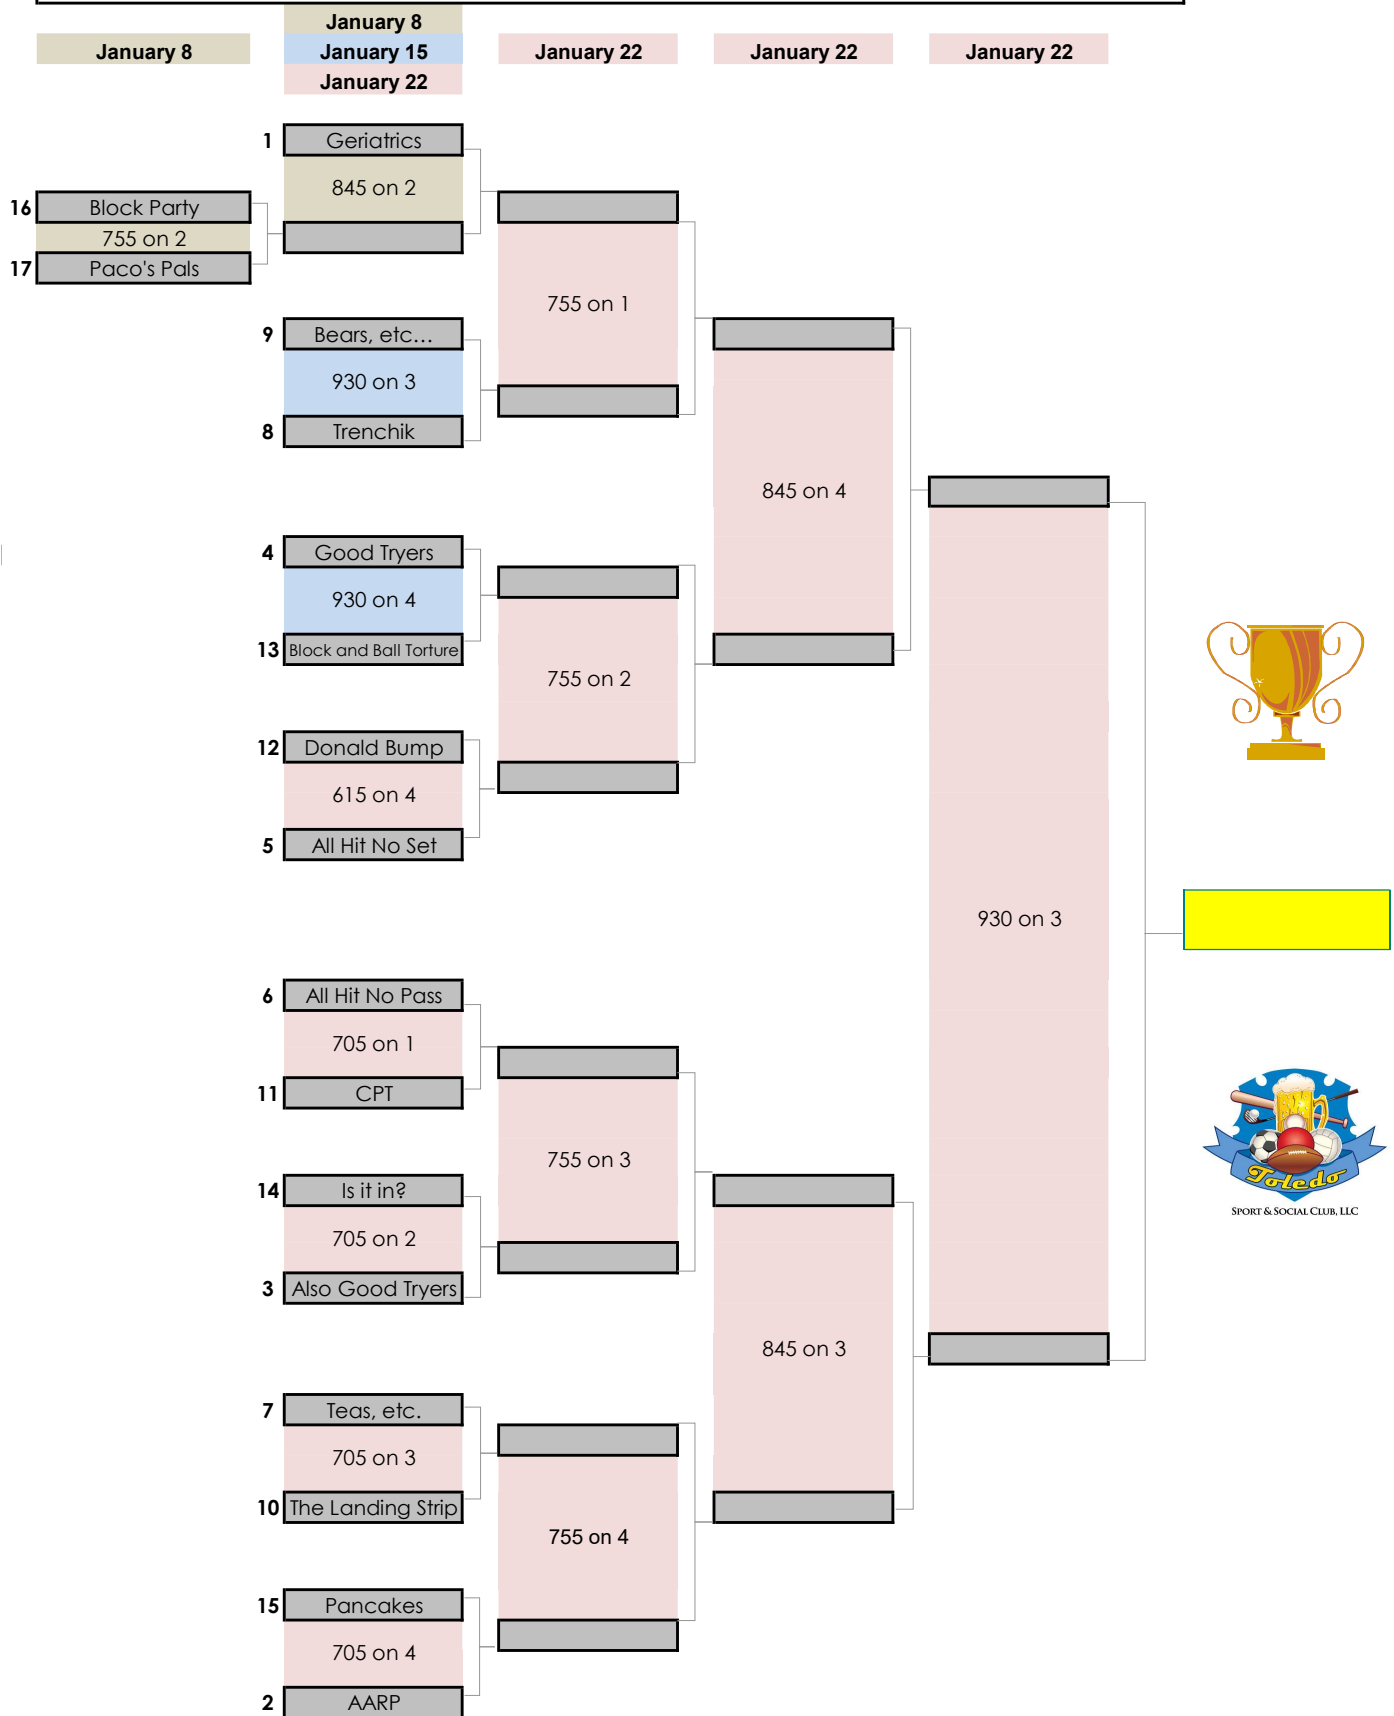 January 8
January 8
January 15
January 22
January 22
January 22
January 22
1 Geriatrics
845 on 2
16 Block Party
755 on 2
17 Paco's Pals
755 on 1
9 Bears, etc...
930 on 3
8 Trenchik
845 on 4
4 Good Tryers
930 on 4
13 Block and Ball Torture
755 on 2
12 Donald Bump
615 on 4
5 All Hit No Set
930 on 3
6 All Hit No Pass
705 on 1
11 CPT
755 on 3
14 Is it in?
705 on 2
3 Also Good Tryers
Toledo
SPORT & SOCIAL CLUB, LLC
845 on 3
7 Teas, etc.
705 on 3
10 The Landing Strip
755 on 4
15 Pancakes
705 on 4
2 AARP